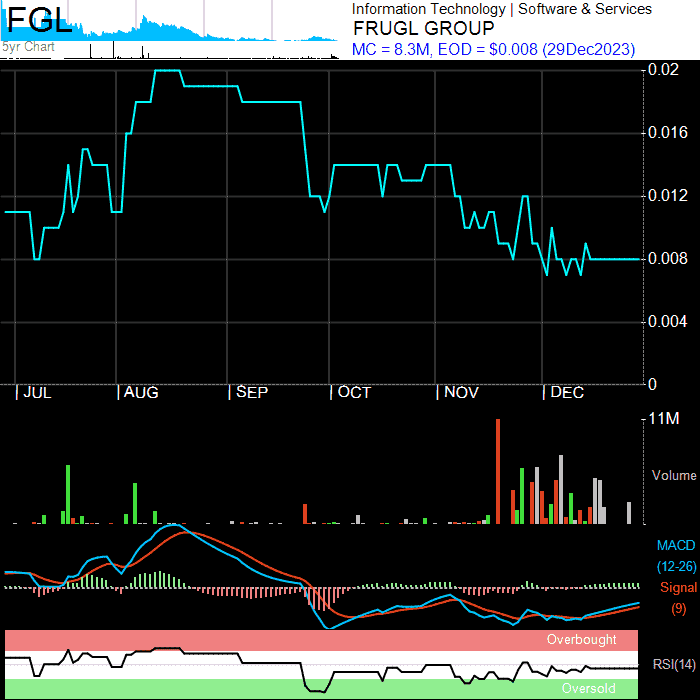 FGL
5yr Chart
Information Technology | Software & Services
FRUGL GROUP
MC = 8.3M, EOD = $0.008 (29Dec2023)
0.02
0.016
0.012
0.008
0.004
0
JUL
AUG
SEP
OCT
NOV
DEC
11M
Volume
MACD
(12-26)
Signal
(9)
Overbought
RSI(14)
Oversold